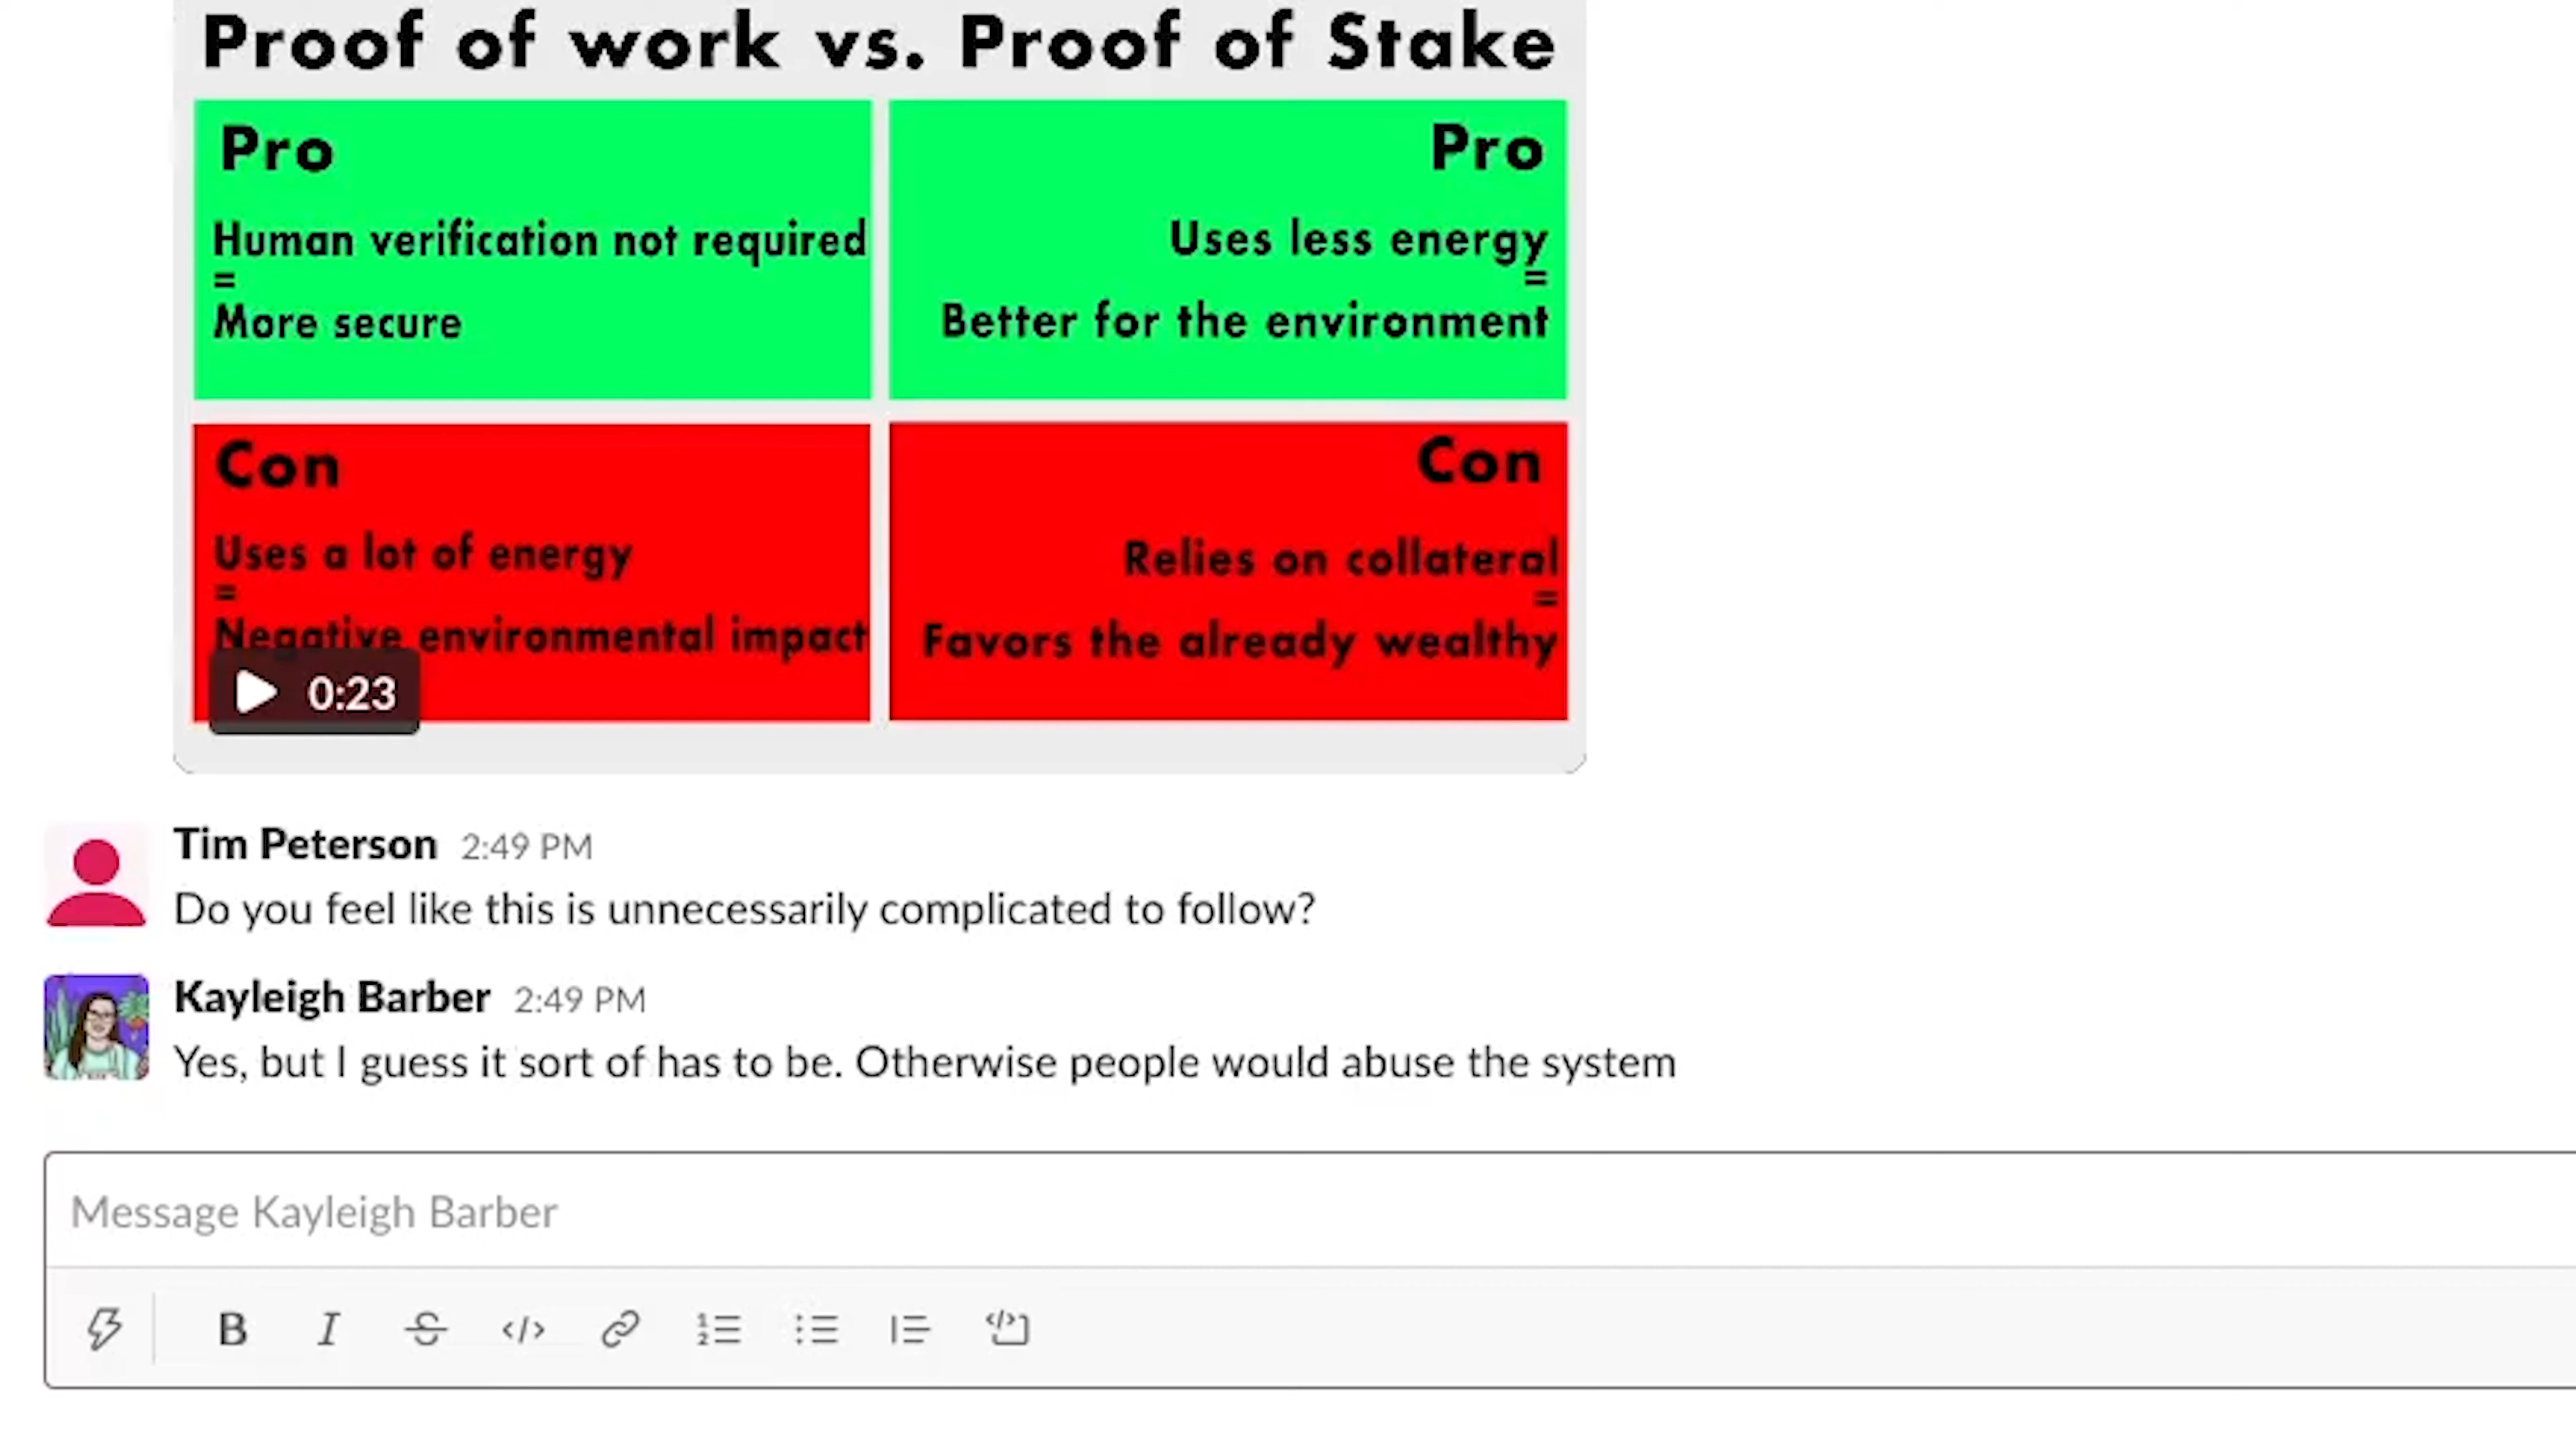 Proof of work vs. Proof of Stake
Pro
Human verification not required
=
More secure
Pro
Uses less energy
=
Better for the environment
Con
Uses a lot of energy
=
Negative environmental impact
0:23
Con
Relies on collateral
=
Favors the already wealthy
Tim Peterson 2:49 PM
Do you feel like this is unnecessarily complicated to follow?
Kayleigh Barber 2:49 PM
Yes, but I guess it sort of has to be. Otherwise people would abuse the system
Message Kayleigh Barber
B I S </>